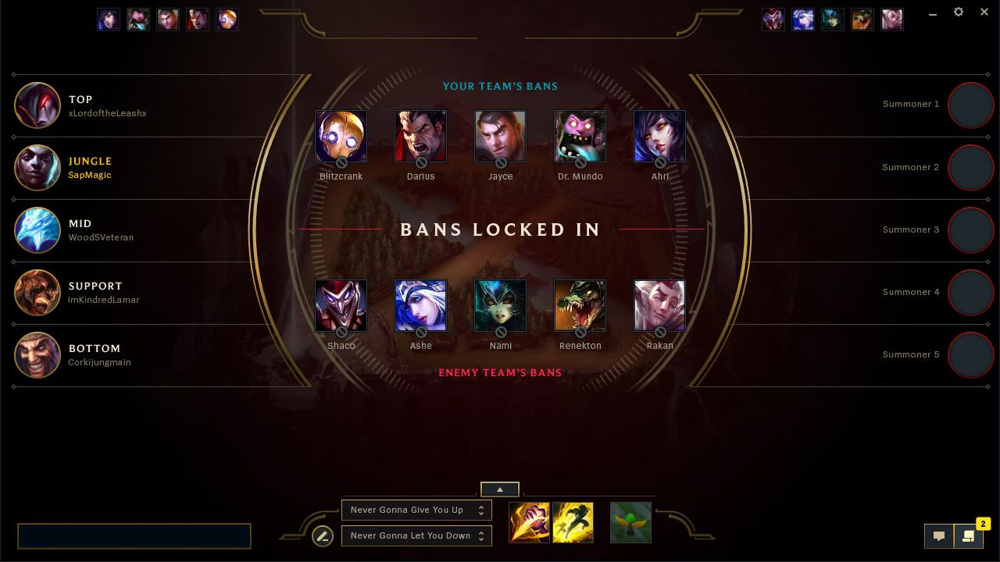 YOUR TEAM'S BANS
TOP
xLordoftheLeashx
Summoner 1
JUNGLE
SapMagic
Summoner 2
Blitzcrank
Darius
Jayce
Dr. Mundo
Ahri
MID
Wood5Veteran
BANS LOCKED IN
Summoner 3
SUPPORT
ImKindredLamar
Summoner 4
BOTTOM
Corkijungmain
Shaco
Ashe
Nami
Renekton
Rakan
Summoner 5
ENEMY TEAM'S BANS
Never Gonna Give You Up
Never Gonna Let You Down
2